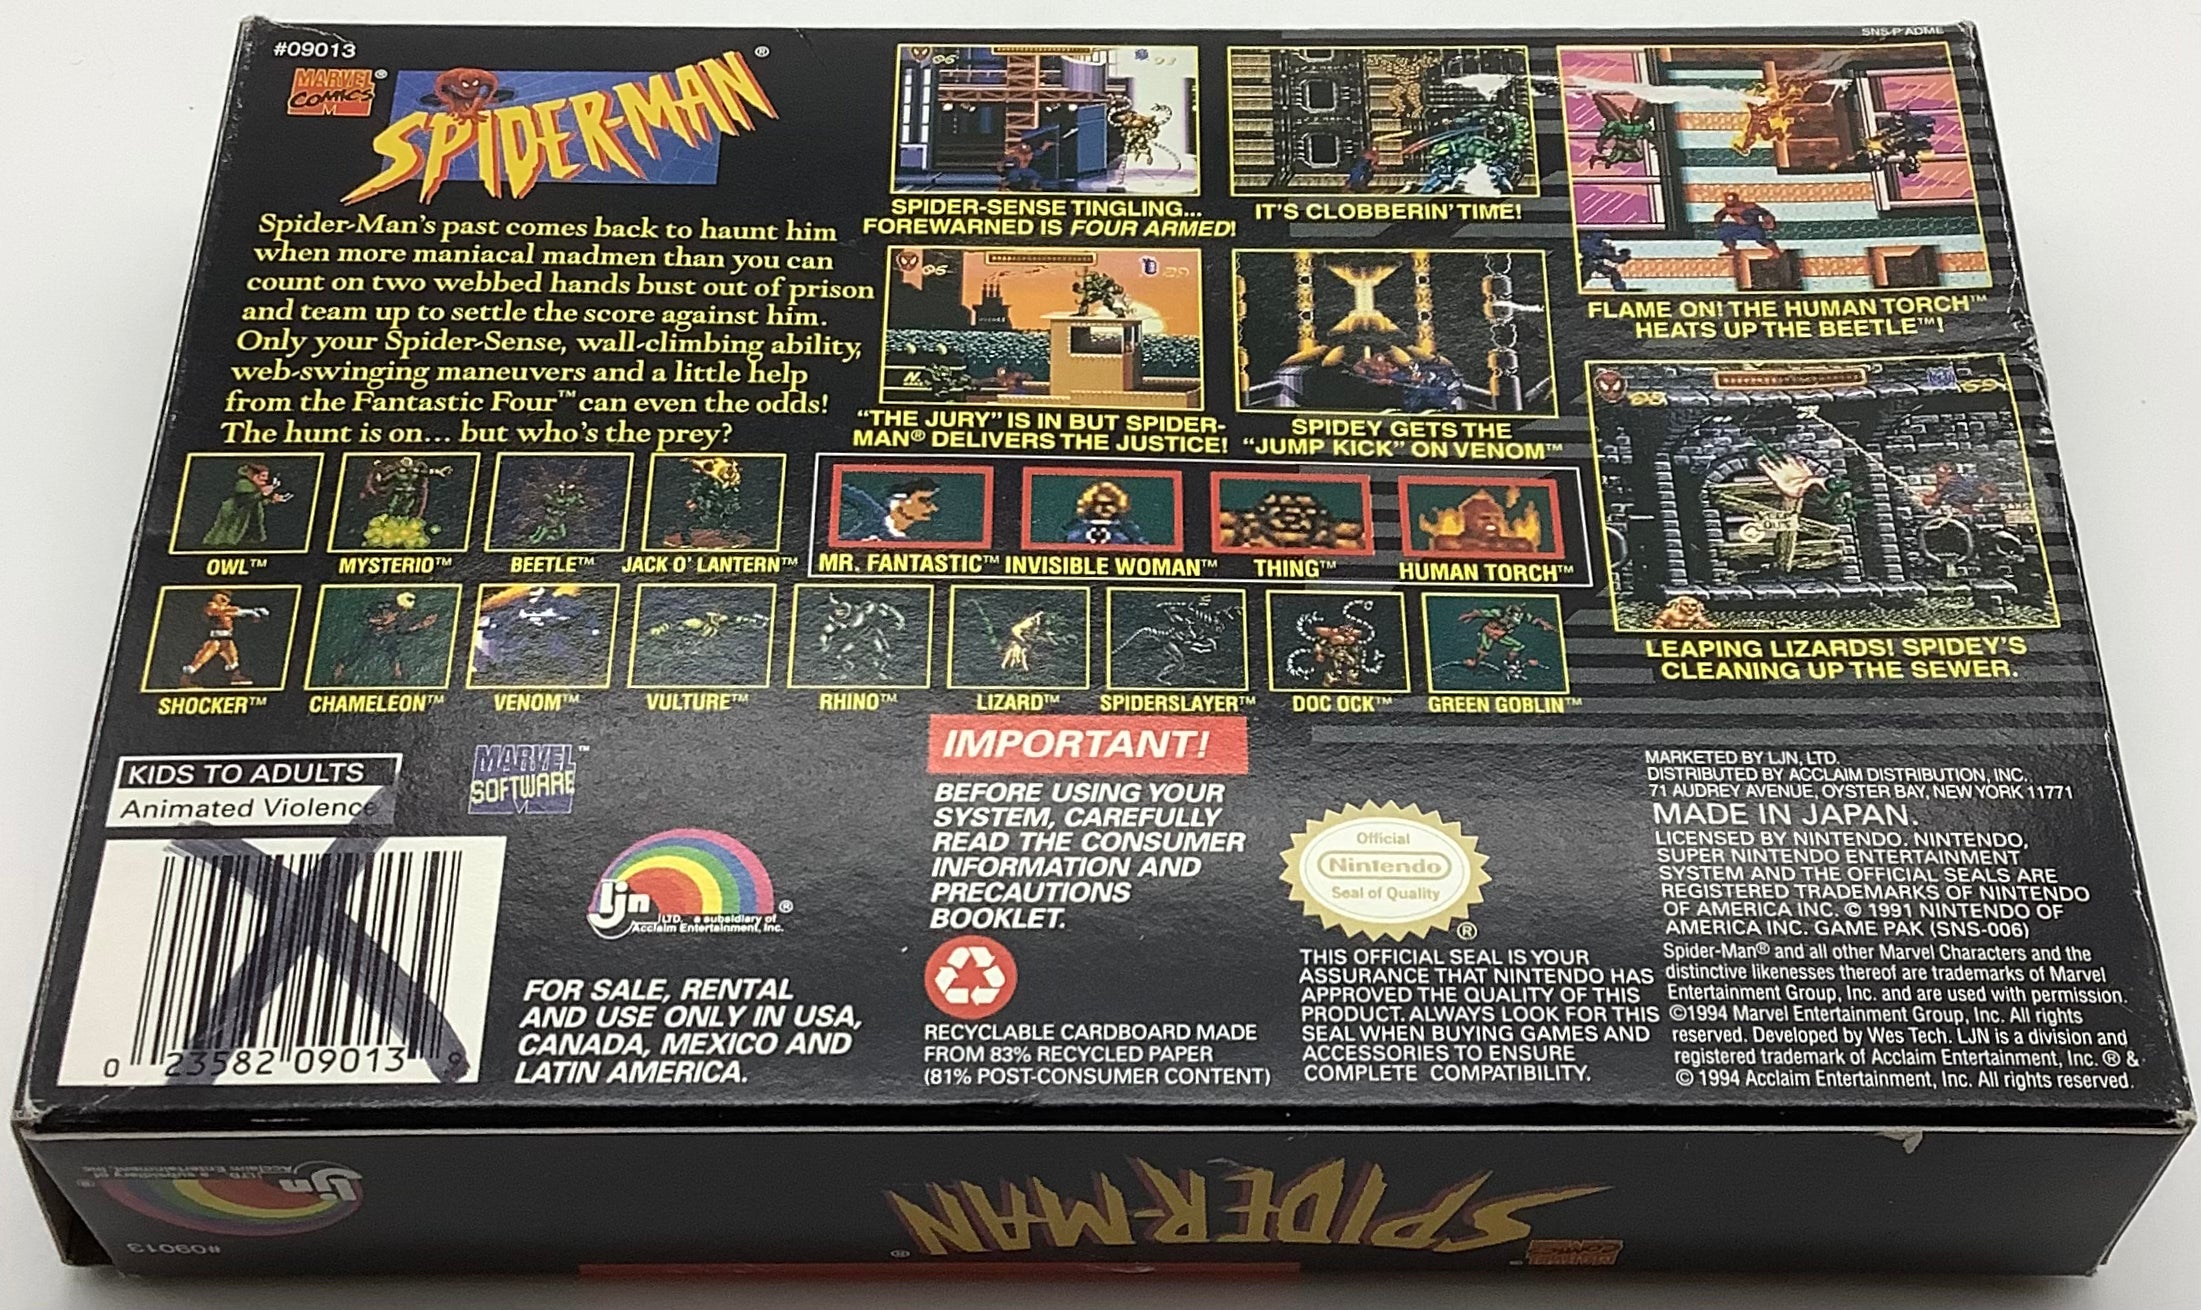 #09013
SNS-P-ADME
MARVEL®
COMICS
M
SPIDER-MAN®
Spider-Man's past comes back to haunt him
when more maniacal madmen than you can
count on two webbed hands bust out of prison
and team up to settle the score against him.
Only your Spider-Sense, wall-climbing ability,
web-swinging maneuvers and a little help
from the Fantastic Four™ can even the odds!
The hunt is on... but who's the prey?
SPIDER-SENSE TINGLING...
FOREWARNED IS FOUR ARMED!
IT'S CLOBBERIN' TIME!
FLAME ON! THE HUMAN TORCH™
HEATS UP THE BEETLE™!
"THE JURY" IS IN BUT SPIDER-
MAN® DELIVERS THE JUSTICE!
SPIDEY GETS THE
"JUMP KICK" ON VENOM™
LEAPING LIZARDS! SPIDEY'S
CLEANING UP THE SEWER.
OWL™
MYSTERIO™
BEETLE™
JACK O' LANTERN™
MR. FANTASTIC™
INVISIBLE WOMAN™
THING™
HUMAN TORCH™
SHOCKER™
CHAMELEON™
VENOM™
VULTURE™
RHINO™
LIZARD™
SPIDERSLAYER™
DOC OCK™
GREEN GOBLIN™
KIDS TO ADULTS
Animated Violence
MARVEL™
SOFTWARE
0 23582 09013 9
ljn
LTD. a subsidiary of
Acclaim Entertainment, Inc.®
FOR SALE, RENTAL
AND USE ONLY IN USA,
CANADA, MEXICO AND
LATIN AMERICA.
IMPORTANT!
BEFORE USING YOUR
SYSTEM, CAREFULLY
READ THE CONSUMER
INFORMATION AND
PRECAUTIONS
BOOKLET.
RECYCLABLE CARDBOARD MADE
FROM 83% RECYCLED PAPER
(81% POST-CONSUMER CONTENT)
Official
Nintendo
Seal of Quality
®
THIS OFFICIAL SEAL IS YOUR
ASSURANCE THAT NINTENDO HAS
APPROVED THE QUALITY OF THIS
PRODUCT. ALWAYS LOOK FOR THIS
SEAL WHEN BUYING GAMES AND
ACCESSORIES TO ENSURE
COMPLETE COMPATIBILITY.
MARKETED BY LJN, LTD.
DISTRIBUTED BY ACCLAIM DISTRIBUTION, INC.
71 AUDREY AVENUE, OYSTER BAY, NEW YORK 11771
MADE IN JAPAN.
LICENSED BY NINTENDO. NINTENDO,
SUPER NINTENDO ENTERTAINMENT
SYSTEM AND THE OFFICIAL SEALS ARE
REGISTERED TRADEMARKS OF NINTENDO
OF AMERICA INC. © 1991 NINTENDO OF
AMERICA INC. GAME PAK (SNS-006)
Spider-Man® and all other Marvel Characters and the
distinctive likenesses thereof are trademarks of Marvel
Entertainment Group, Inc. and are used with permission.
©1994 Marvel Entertainment Group, Inc. All rights
reserved. Developed by Wes Tech. LJN is a division and
registered trademark of Acclaim Entertainment, Inc. ® &
© 1994 Acclaim Entertainment, Inc. All rights reserved.
ljn
LTD. a subsidiary of
Acclaim Entertainment, Inc.
®
#09013
SPIDER-MAN®
MARVEL
COMICS